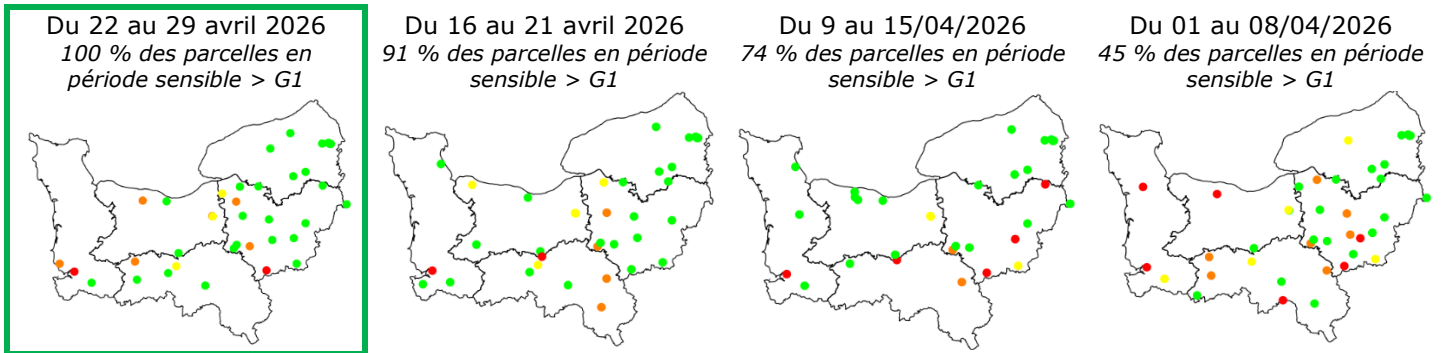 Du 22 au 29 avril 2026
100 % des parcelles en
période sensible > G1
Du 16 au 21 avril 2026
91 % des parcelles en période
sensible > G1
Du 9 au 15/04/2026
74 % des parcelles en période
sensible > G1
Du 01 au 08/04/2026
45 % des parcelles en période
sensible > G1